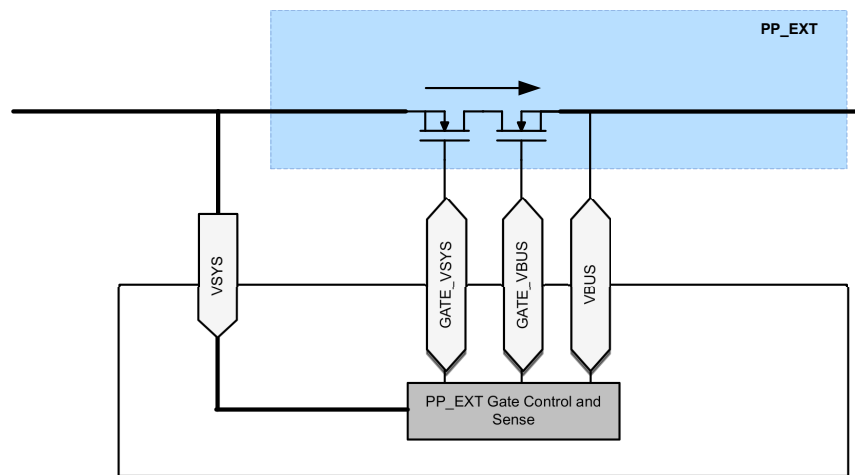 PP_EXT
VSYS
GATE_VSYS
GATE_VBUS
VBUS
PP_EXT Gate Control and
Sense